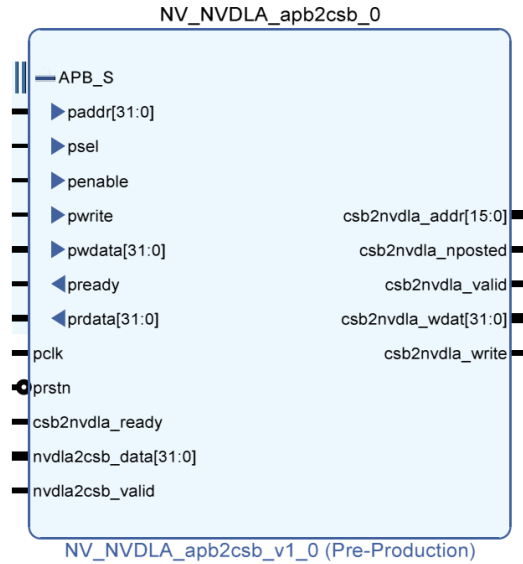 NV_NVDLA_apb2csb_0
APB_S
paddr[31:0]
psel
penable
pwrite
pwdata[31:0]
pready
prdata[31:0]
pclk
prstn
csb2nvdla_ready
nvdla2csb_data[31:0]
nvdla2csb_valid
csb2nvdla_addr[15:0]
csb2nvdla_nposted
csb2nvdla_valid
csb2nvdla_wdat[31:0]
csb2nvdla_write
NV_NVDLA_apb2csb_v1_0 (Pre-Production)